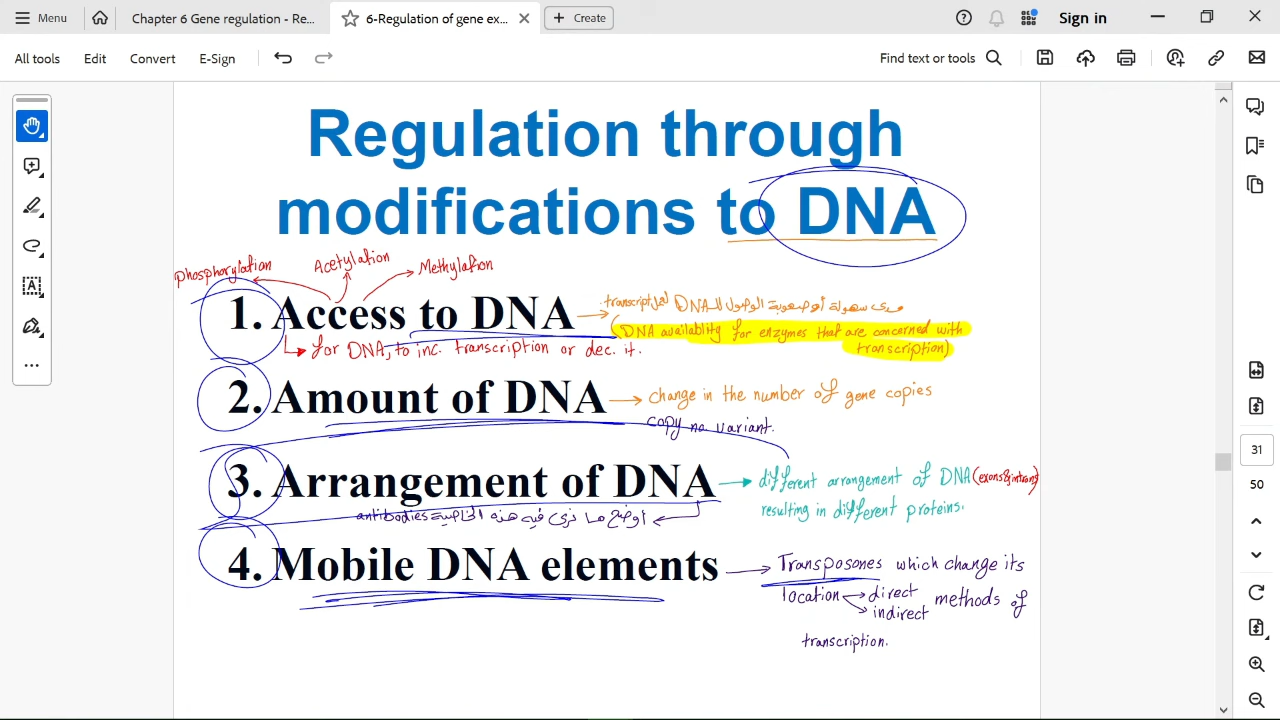 Menu
Chapter 6 Gene regulation - Re...
6-Regulation of gene ex...
Create
Sign in
All tools
Edit
Convert
E-Sign
Find text or tools
Regulation through
modifications to DNA
phosphorylation
Acetylation
Methylation
1. Access to DNA
مدى سهولة أو صعوبة الوصول للـ DNA
(DNA availablity for enzymes that are concerned with
transcription)
for DNA, to inc. transcription or dec. it.
2. Amount of DNA
change in the number of gene copies
copy no variant.
3. Arrangement of DNA
different arrangement of DNA (exons&introns)
resulting in different proteins.
أوضح ما نرى فيه هذه الخاصية antibodies
4. Mobile DNA elements
Transposones which change its
location direct
indirect methods of
transcription.
31
50